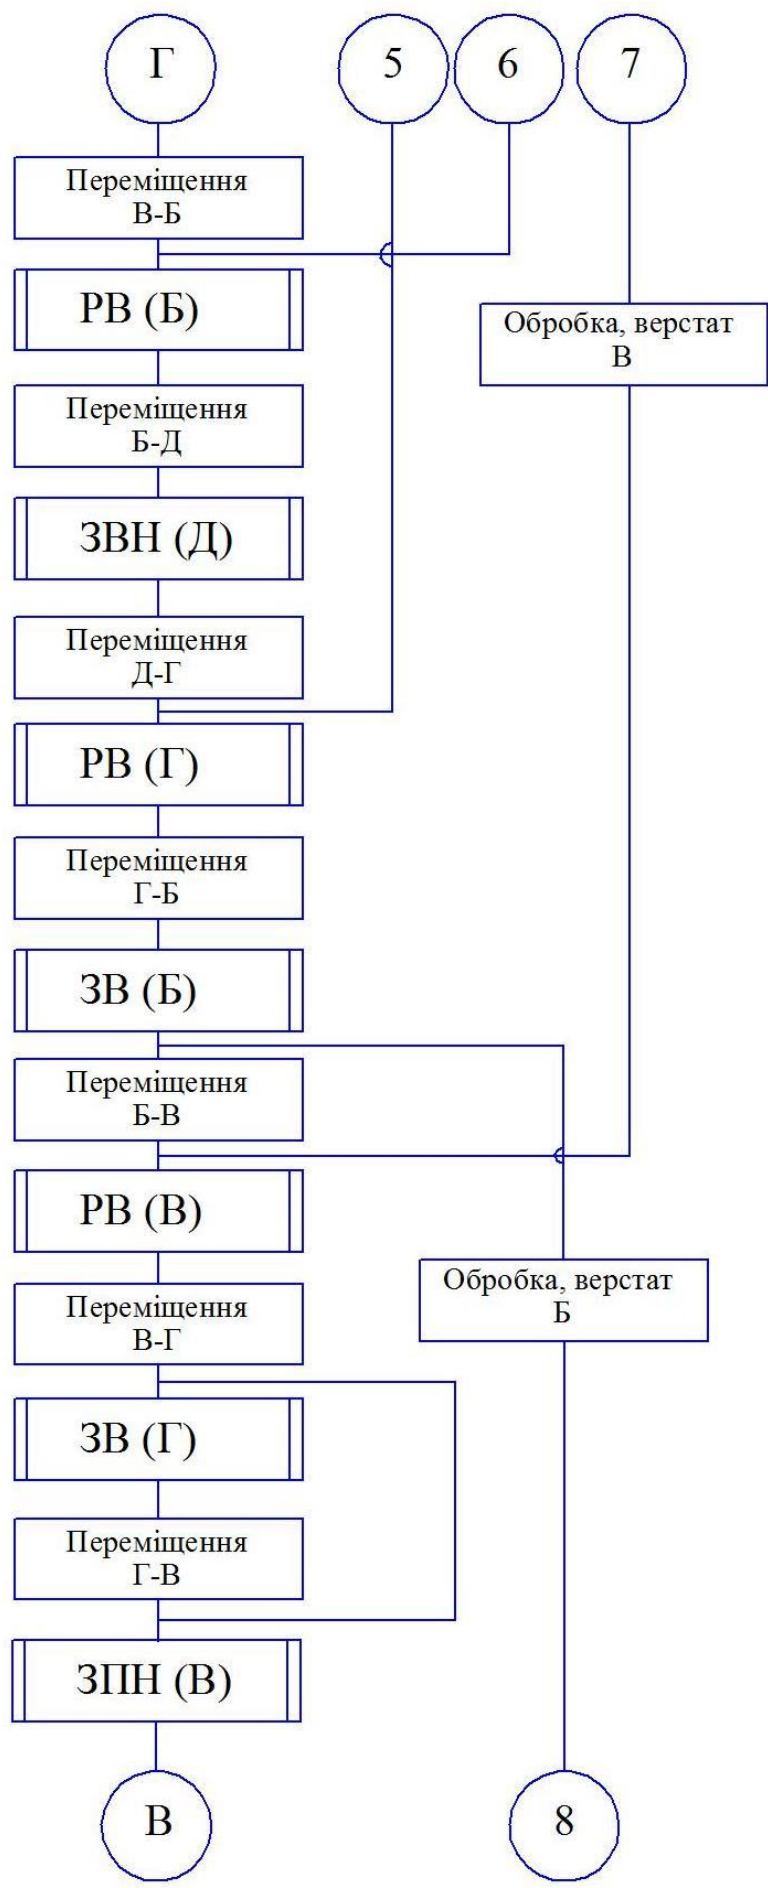 Г
5
6
7
Переміщення
В-Б
РВ (Б)
Обробка, верстат
В
Переміщення
Б-Д
ЗВН (Д)
Переміщення
Д-Г
РВ (Г)
Переміщення
Г-Б
ЗВ (Б)
Переміщення
Б-В
РВ (В)
Обробка, верстат
Б
Переміщення
В-Г
ЗВ (Г)
Переміщення
Г-В
ЗПН (В)
В
8